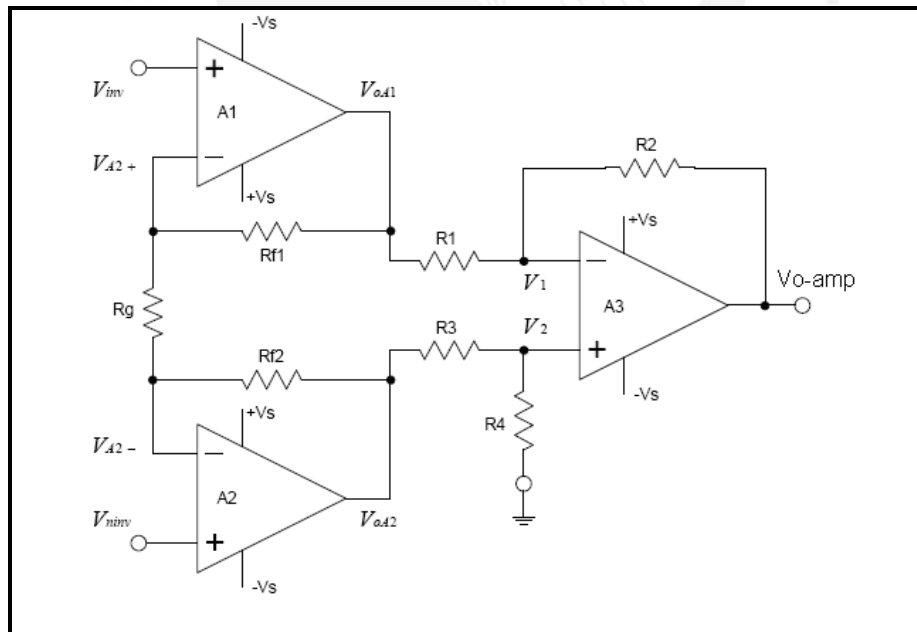 -Vs
+
Vinv
VoA1
A1
VA2 +
−
+Vs
R2
Rf1
R1
+Vs
−
V1
Vo-amp
A3
Rg
V2
R3
+
Rf2
-Vs
R4
+Vs
VA2 −
−
A2
VoA2
Vninv
+
-Vs